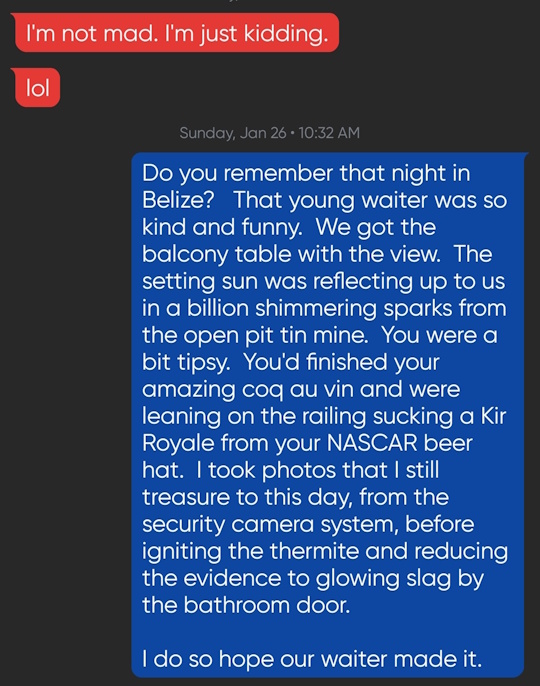 I'm not mad. I'm just kidding.
lol
Sunday, Jan 26 • 10:32 AM
Do you remember that night in
Belize?   That young waiter was so
kind and funny.  We got the
balcony table with the view.  The
setting sun was reflecting up to us
in a billion shimmering sparks from
the open pit tin mine.  You were a
bit tipsy.  You'd finished your
amazing coq au vin and were
leaning on the railing sucking a Kir
Royale from your NASCAR beer
hat.  I took photos that I still
treasure to this day, from the
security camera system, before
igniting the thermite and reducing
the evidence to glowing slag by
the bathroom door.
I do so hope our waiter made it.